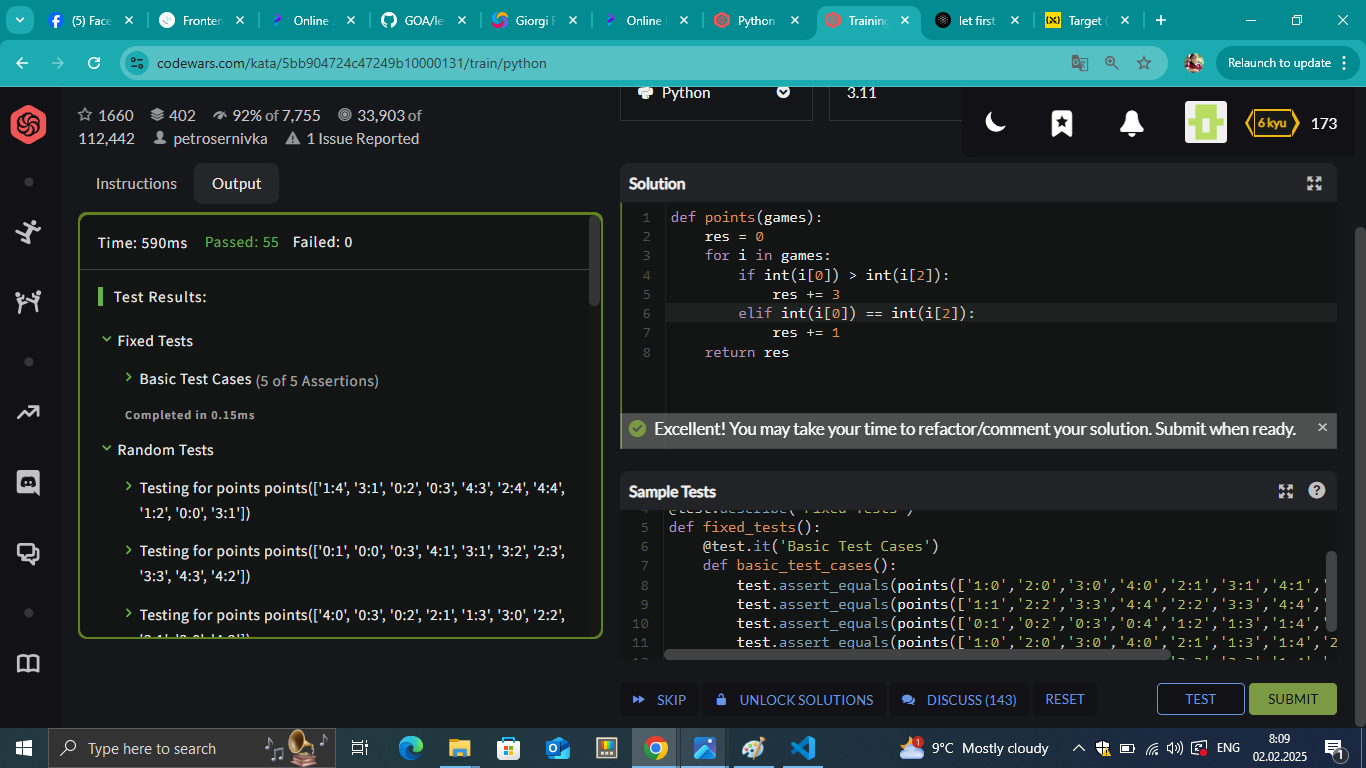 (5) Face
Fronten
Online
GOA/le
Giorgi
Online
Python
Training
let first
Target (
codewars.com/kata/5bb904724c47249b10000131/train/python
Relaunch to update
1660 402 92% of 7,755 33,903 of
112,442 petrosernivka 1 Issue Reported
Python
3.11
6 kyu
173
Instructions
Output
Time: 590ms Passed: 55 Failed: 0
Test Results:
Fixed Tests
Basic Test Cases (5 of 5 Assertions)
Completed in 0.15ms
Random Tests
Testing for points points(['1:4', '3:1', '0:2', '0:3', '4:3', '2:4', '4:4',
'1:2', '0:0', '3:1'])
Testing for points points(['0:1', '0:0', '0:3', '4:1', '3:1', '3:2', '2:3',
'3:3', '4:3', '4:2'])
Testing for points points(['4:0', '0:3', '0:2', '2:1', '1:3', '3:0', '2:2',
Solution
1 def points(games):
2 res = 0
3 for i in games:
4 if int(i[0]) > int(i[2]):
5 res += 3
6 elif int(i[0]) == int(i[2]):
7 res += 1
8 return res
Excellent! You may take your time to refactor/comment your solution. Submit when ready.
Sample Tests
4 @test.describe('Fixed Tests')
5 def fixed_tests():
6 @test.it('Basic Test Cases')
7 def basic_test_cases():
8 test.assert_equals(points(['1:0','2:0','3:0','4:0','2:1','3:1','4:1','
9 test.assert_equals(points(['1:1','2:2','3:3','4:4','2:2','3:3','4:4','
10 test.assert_equals(points(['0:1','0:2','0:3','0:4','1:2','1:3','1:4','
11 test.assert_equals(points(['1:0','2:0','3:0','4:0','2:1','1:3','1:4','2
SKIP
UNLOCK SOLUTIONS
DISCUSS (143)
RESET
TEST
SUBMIT
Type here to search
1
9°C Mostly cloudy
ENG
8:09
02.02.2025
1